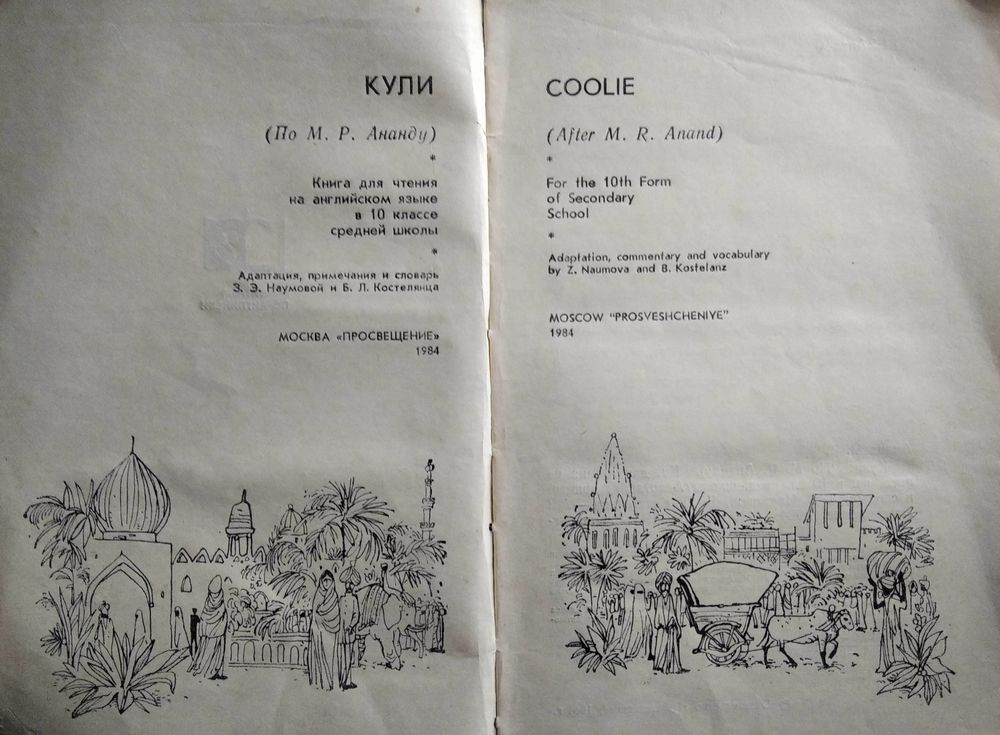 КУЛИ
(По М. Р. Ананду)
*
Книга для чтения
на английском языке
в 10 классе
средней школы
*
Адаптация, примечания и словарь
З. Э. Наумовой и Б. Л. Костелянца
МОСКВА «ПРОСВЕЩЕНИЕ»
1984
COOLIE
(After M. R. Anand)
*
For the 10th Form
of Secondary
School
*
Adaptation, commentary and vocabulary
by Z. Naumova and B. Kostelanz
MOSCOW "PROSVESHCHENIYE"
1984